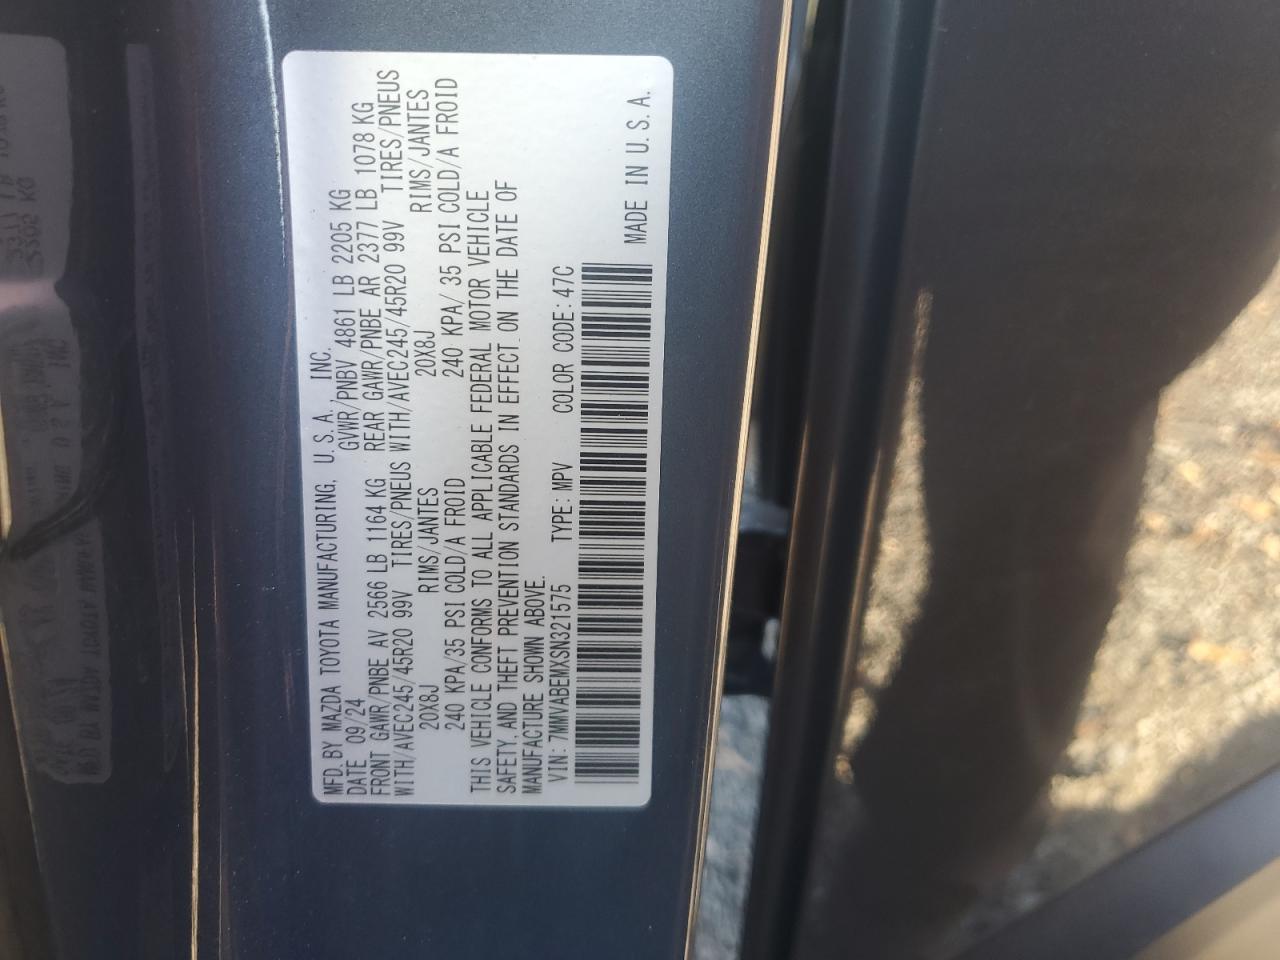 MFD. BY MAZDA TOYOTA MANUFACTURING, U. S. A., INC.
DATE 09/24 GVWR/PNBV 4861 LB 2205 KG
FRONT GAWR/PNBE AV 2566 LB 1164 KG REAR GAWR/PNBE AR 2377 LB 1078 KG
WITH/AVEC245/45R20 99V TIRES/PNEUS WITH/AVEC245/45R20 99V TIRES/PNEUS
20X8J RIMS/JANTES 20X8J RIMS/JANTES
240 KPA/35 PSI COLD/A FROID 240 KPA/ 35 PSI COLD/A FROID
THIS VEHICLE CONFORMS TO ALL APPLICABLE FEDERAL MOTOR VEHICLE
SAFETY, AND THEFT PREVENTION STANDARDS IN EFFECT ON THE DATE OF
MANUFACTURE SHOWN ABOVE.
VIN: 7MMVABEMXSN321575 TYPE: MPV COLOR CODE: 47C
MADE IN U. S. A.